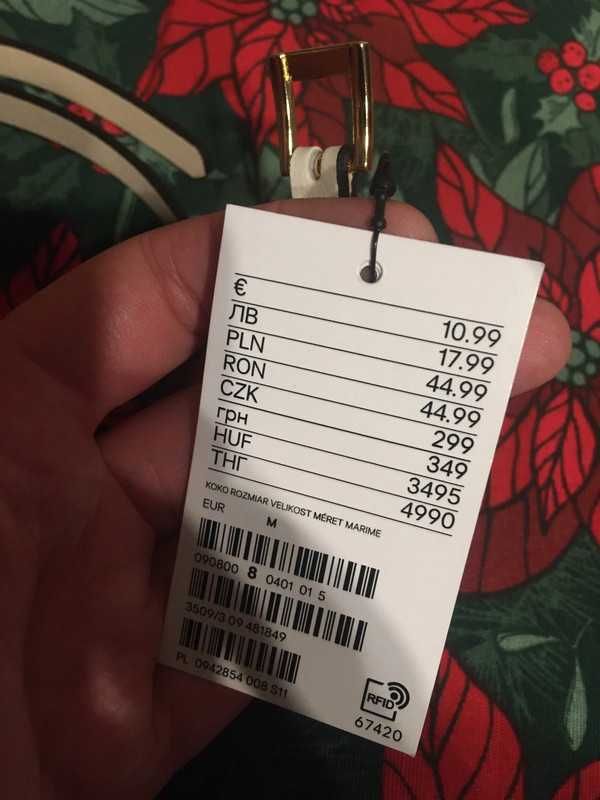 € 10.99
ЛВ 17.99
PLN 44.99
RON 44.99
CZK 299
грн 349
HUF 3495
ТНГ 4990
KOKO ROZMIAR VELIKOST MÉRET MARIME
EUR M
090800 8 0401 01 5
3509/3 09 481849
PL 0942854 008 S11
RFID
67420